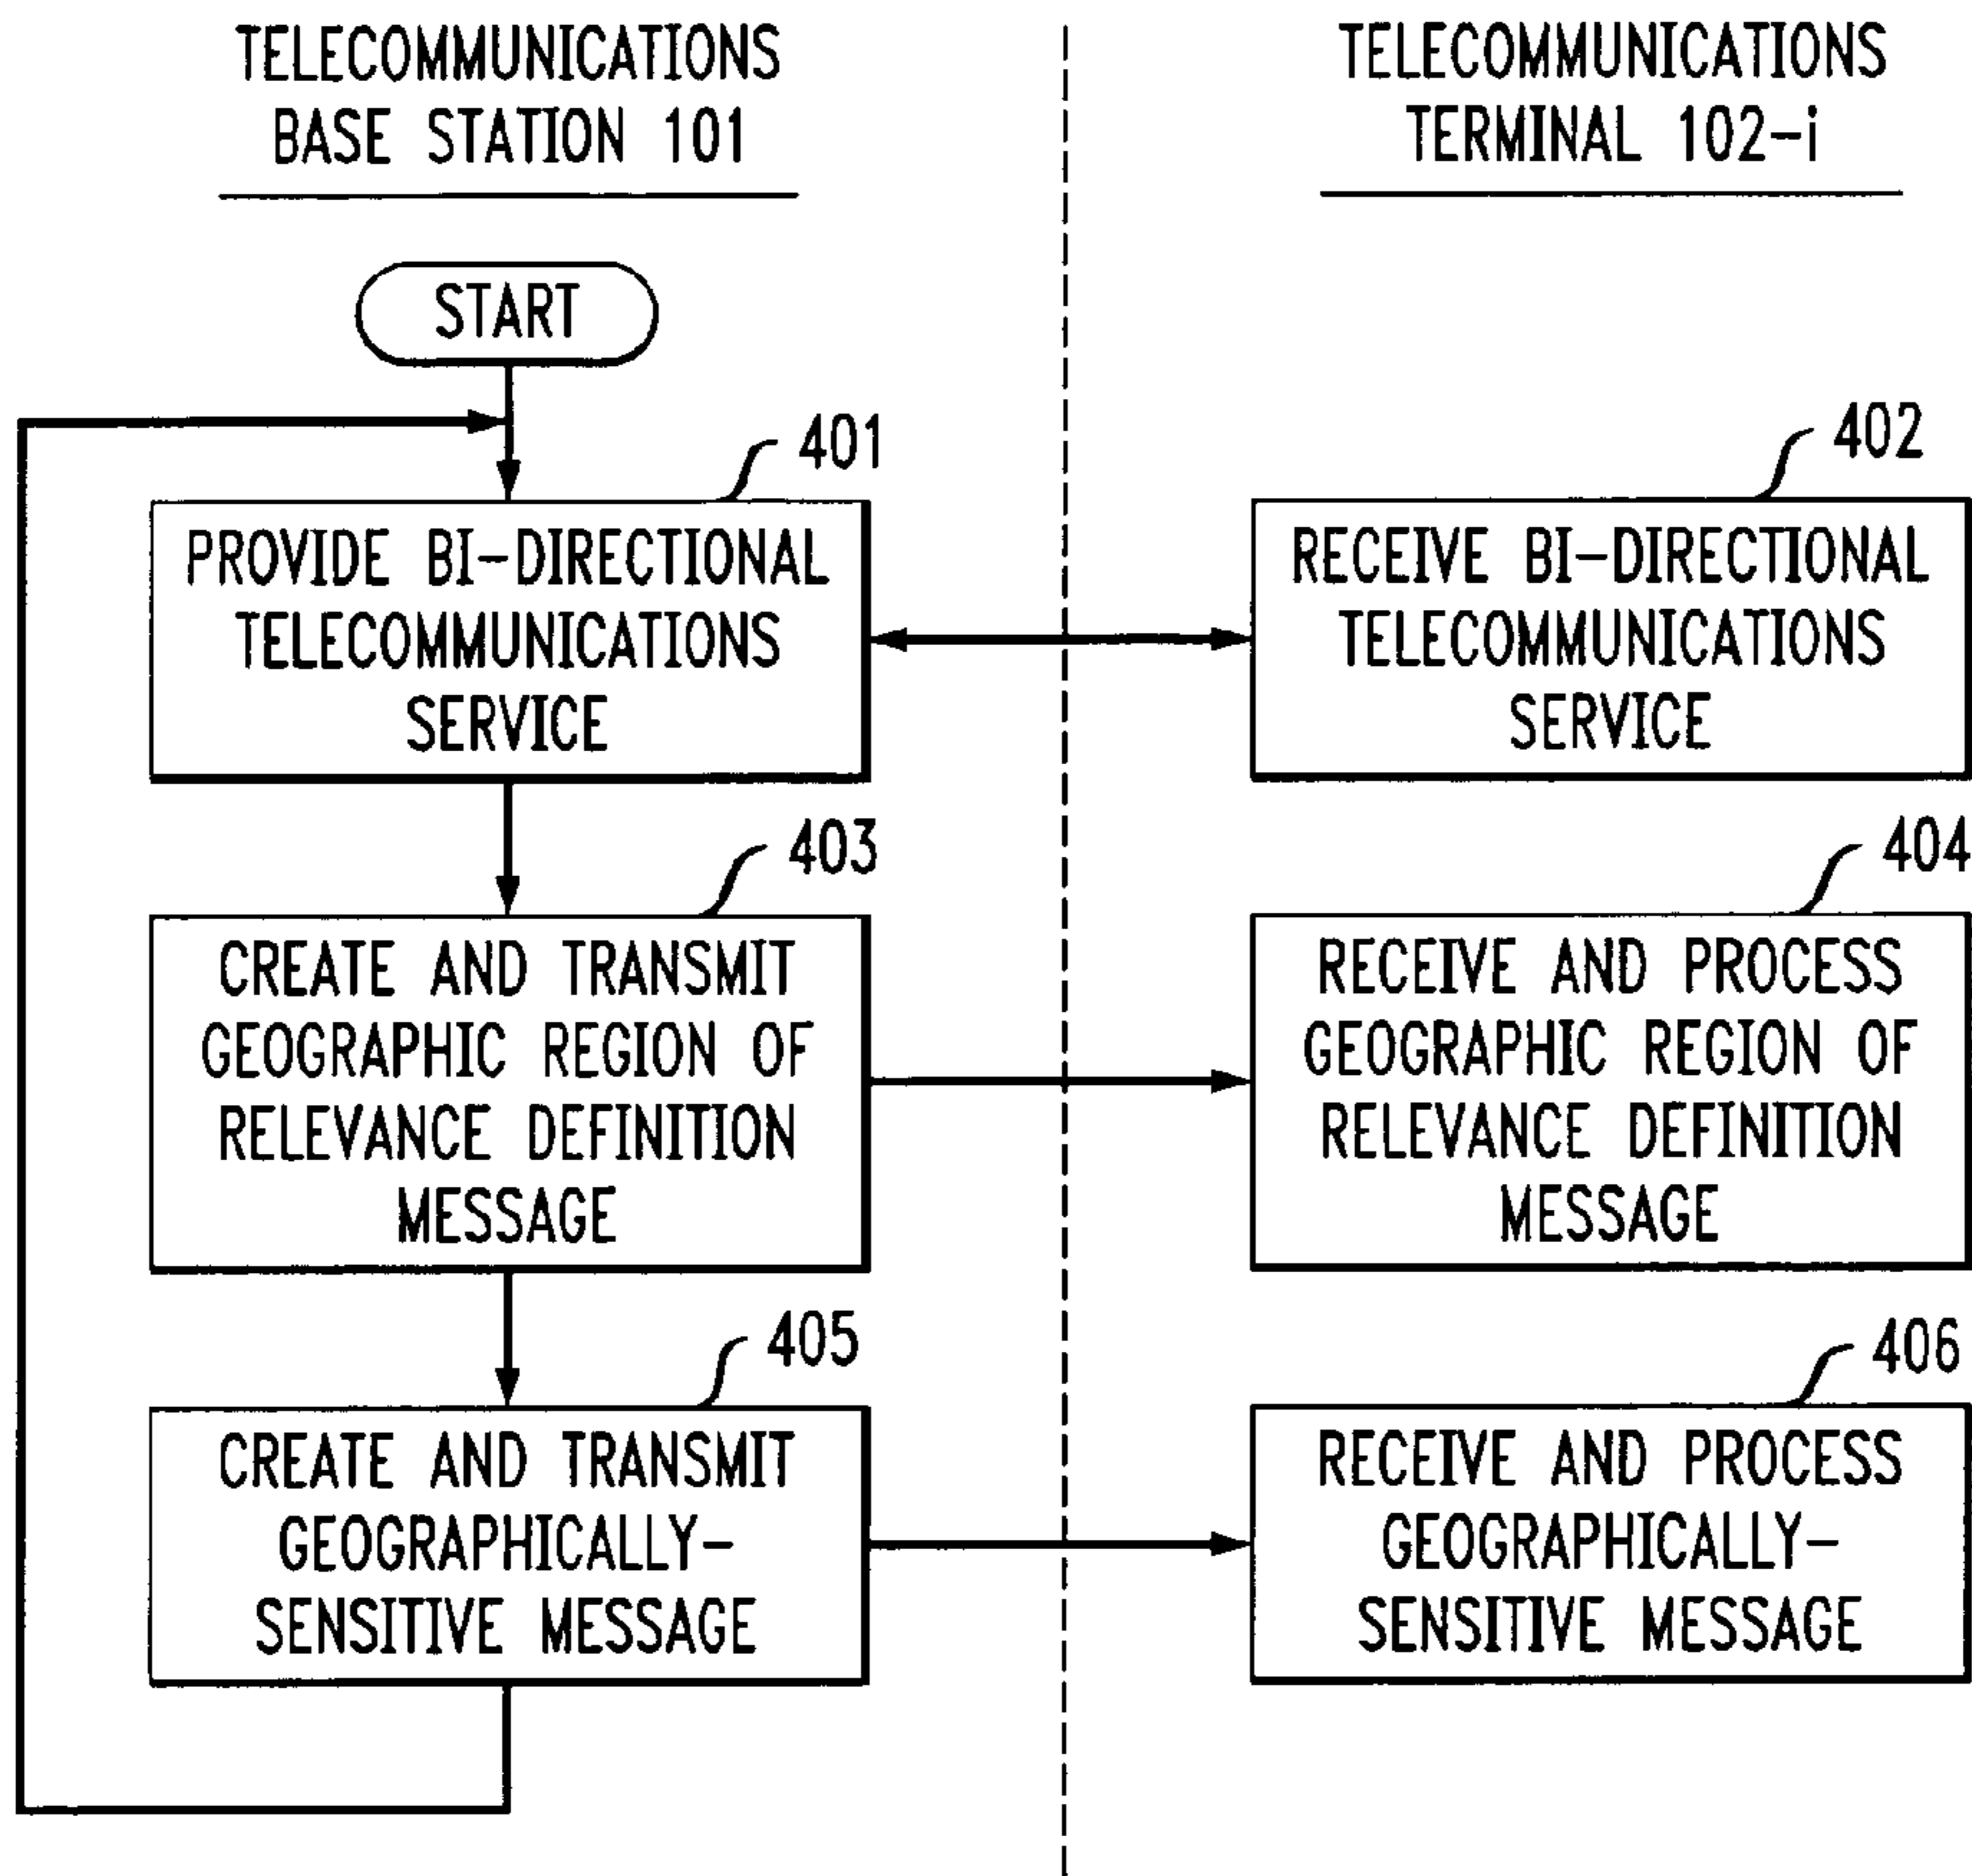 TELECOMMUNICATIONS
BASE STATION 101
TELECOMMUNICATIONS
TERMINAL 102-i
START
401
PROVIDE BI-DIRECTIONAL
TELECOMMUNICATIONS
SERVICE
402
RECEIVE BI-DIRECTIONAL
TELECOMMUNICATIONS
SERVICE
403
CREATE AND TRANSMIT
GEOGRAPHIC REGION OF
RELEVANCE DEFINITION
MESSAGE
404
RECEIVE AND PROCESS
GEOGRAPHIC REGION OF
RELEVANCE DEFINITION
MESSAGE
405
CREATE AND TRANSMIT
GEOGRAPHICALLY-
SENSITIVE MESSAGE
406
RECEIVE AND PROCESS
GEOGRAPHICALLY-
SENSITIVE MESSAGE